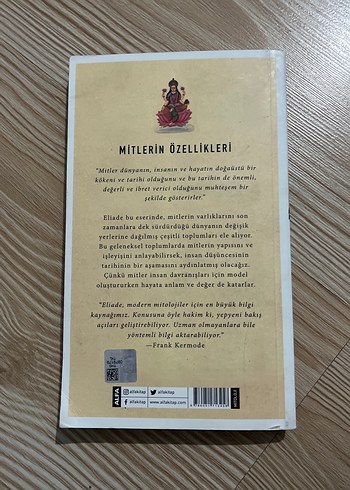 MİTLERİN ÖZELLİKLERİ
"Mitler dünyanın, insanın ve hayatın doğaüstü bir
kökeni ve tarihi olduğunu ve bu tarihin de önemli,
değerli ve ibret verici olduğunu muhteşem bir
şekilde gösterirler."
Eliade bu eserinde, mitlerin varlıklarını son
zamanlara dek sürdürdüğü dünyanın değişik
yerlerine dağılmış çeşitli toplumları ele alıyor.
Bu geleneksel toplumlarda mitlerin yapısını ve
işleyişini anlayabilirsek, insan düşüncesinin
tarihinin bir aşamasını aydınlatmış olacağız.
Çünkü mitler insan davranışları için model
oluştururken hayata anlam ve değer de katarlar.
"Eliade, modern mitolojiler için en büyük bilgi
kaynağımız. Konusuna öyle hakim ki, yepyeni bakış
açıları geliştirebiliyor. Uzman olmayanlara bile
yöntemli bilgi aktarabiliyor."
—Frank Kermode
ALFA
alfakitap
alfakitap
alfakitap
www.alfakitap.com
MİTOLOJİ